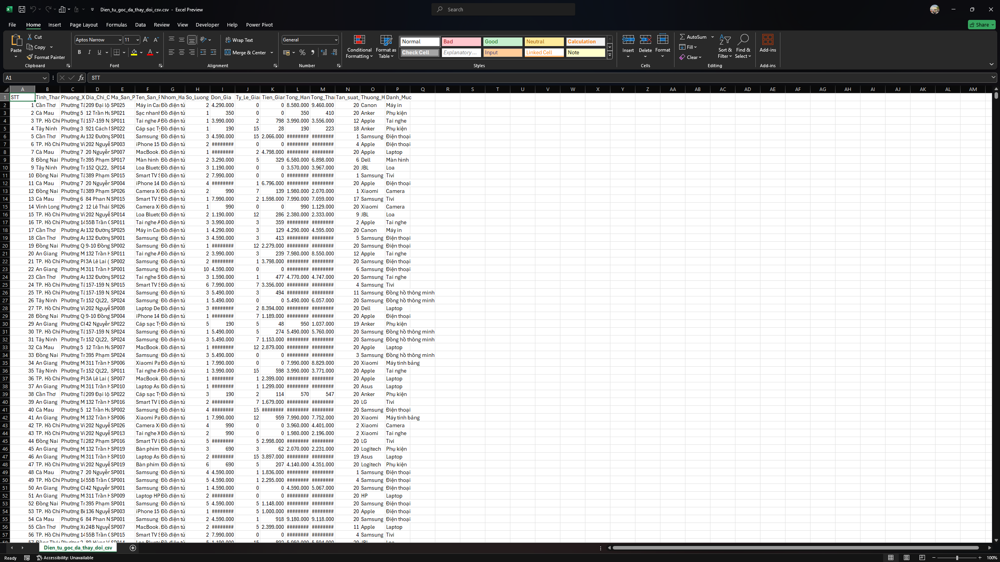 Dien_tu_goc_da_thay_doi_csv.csv - Excel Preview
Search
File Home Insert Page Layout Formulas Data Review View Developer Help Power Pivot
Share
Paste Cut Copy Format Painter Clipboard
Aptos Narrow 11 B I U Font
Wrap Text Merge & Center Alignment
General Number
Conditional Formatting Format as Table
Normal Bad Good Neutral Calculation
Check Cell Explanatory ... Input Linked Cell Note
Styles
Insert Delete Format Cells
AutoSum Fill Clear Sort & Filter Find & Select Editing
Add-ins Add-ins
A1 fx STT
A B C D E F G H I J K L M N O P Q R S T U V W X Y Z AA AB AC AD AE AF AG AH AI AJ AK AL AM
1 STT Tinh_Than Phuong_X Dia_Chi_C Ma_San_P Ten_San_P Nhom_Ha So_Luong Don_Gia Ty_Le_Gian Tien_Gian Tong_Han Tong_Than Tan_suat_ Thuong_H Danh_Muc
2 1 Cần Thơ Phường Tâ 209 Đại lộ SP025 Máy in Can Đồ điện tử 2 4.290.000 0 0 8.580.000 9.460.000 20 Canon Máy in
3 2 Cà Mau Phường 5 12 Trần Hu SP021 Sạc nhanh Đồ điện tử 1 350 0 0 350 410 20 Anker Phụ kiện
4 3 TP. Hồ Chí Phường Tâ 157-159 N SP011 Tai nghe A Đồ điện tử 1 3.990.000 2 798 3.990.000 3.556.000 12 Apple Tai nghe
5 4 Tây Ninh Phường 3 921 Cách SP022 Cáp sạc Ty Đồ điện tử 1 190 15 28 190 223 18 Anker Phụ kiện
6 5 Cần Thơ Phường An 132 Đường SP001 Samsung Đồ điện tử 3 4.590.000 15 2.066.000 ######## ######## 1 Samsung Điện thoại
7 6 TP. Hồ Chí Phường Võ 202 Nguyễ SP003 iPhone 15 Đồ điện tử 2 ######## 0 0 ######## ######## 4 Apple Điện thoại
8 7 Cà Mau Phường 7 20 Nguyễn SP007 MacBook Đồ điện tử 1 ######## 2 4.798.000 ######## ######## 20 Apple Laptop
9 8 Đồng Nai Phường Tr 395 Phạm SP017 Màn hình Đồ điện tử 2 3.290.000 5 329 6.580.000 6.898.000 6 Dell Màn hình
10 9 Tây Ninh Phường Tr 152 QL22, SP014 Loa Blueto Đồ điện tử 3 1.190.000 0 0 3.570.000 3.967.000 20 JBL Loa
11 10 Đồng Nai Phường Tâ 389 Phạm SP015 Smart TV S Đồ điện tử 2 7.990.000 0 0 ######## ######## 1 Samsung Tivi
12 11 Cà Mau Phường 7 20 Nguyễn SP004 iPhone 14 Đồ điện tử 4 ######## 1 6.796.000 ######## ######## 20 Apple Điện thoại
13 12 Đồng Nai Phường Tâ 389 Phạm SP026 Camera Xi Đồ điện tử 2 990 7 139 1.980.000 2.070.000 1 Xiaomi Camera
14 13 Cà Mau Phường 6 84 Phan N SP015 Smart TV S Đồ điện tử 1 7.990.000 2 1.598.000 7.990.000 7.059.000 17 Samsung Tivi
15 14 Vĩnh Long Phường 2 12 Lê Thái SP026 Camera Xi Đồ điện tử 1 990 0 0 990 1.129.000 20 Xiaomi Camera
16 15 TP. Hồ Chí Phường Võ 202 Nguyễ SP014 Loa Blueto Đồ điện tử 2 1.190.000 12 286 2.380.000 2.333.000 9 JBL Loa
17 16 TP. Hồ Chí Phường 14 55B Trần SP011 Tai nghe A Đồ điện tử 3 3.990.000 3 359 ######## ######## 2 Apple Tai nghe
18 17 Cần Thơ Phường An 132 Đường SP025 Máy in Can Đồ điện tử 1 4.290.000 3 129 4.290.000 4.595.000 20 Canon Máy in
19 18 Cần Thơ Phường An 132 Đường SP001 Samsung Đồ điện tử 3 4.590.000 3 413 ######## ######## 5 Samsung Điện thoại
20 19 Đồng Nai Phường Q 9-10 Đồng SP002 Samsung Đồ điện tử 1 ######## 12 2.279.000 ######## ######## 20 Samsung Điện thoại
21 20 An Giang Phường M 132 Trần H SP011 Tai nghe A Đồ điện tử 2 3.990.000 3 239 7.980.000 8.550.000 12 Apple Tai nghe
22 21 TP. Hồ Chí Phường Ph 3A Lê Lai ( SP002 Samsung Đồ điện tử 2 ######## 1 3.798.000 ######## ######## 20 Samsung Điện thoại
23 22 An Giang Phường M 311 Trần H SP001 Samsung Đồ điện tử 10 4.590.000 0 0 ######## ######## 6 Samsung Điện thoại
24 23 Cần Thơ Phường An 132 Đường SP012 Tai nghe S Đồ điện tử 3 1.590.000 1 477 4.770.000 4.747.000 20 Samsung Tai nghe
25 24 TP. Hồ Chí Phường Tâ 157-159 N SP015 Smart TV S Đồ điện tử 6 7.990.000 7 3.356.000 ######## ######## 4 Samsung Tivi
26 25 TP. Hồ Chí Phường Tâ 157-159 N SP024 Samsung Đồ điện tử 3 5.490.000 3 494 ######## ######## 11 Samsung Đồng hồ thông minh
27 26 Tây Ninh Phường Tr 152 QL22, SP024 Samsung Đồ điện tử 1 5.490.000 0 0 5.490.000 6.057.000 20 Samsung Đồng hồ thông minh
28 27 TP. Hồ Chí Phường Võ 202 Nguyễ SP008 Laptop De Đồ điện tử 3 ######## 2 8.394.000 ######## ######## 20 Dell Laptop
29 28 Đồng Nai Phường Q 9-10 Đồng SP004 iPhone 14 Đồ điện tử 1 ######## 7 1.189.000 ######## ######## 20 Apple Điện thoại
30 29 An Giang Phường Ch 42 Nguyễn SP022 Cáp sạc Ty Đồ điện tử 5 190 5 48 950 1.037.000 19 Anker Phụ kiện
31 30 TP. Hồ Chí Phường Tâ 157-159 N SP024 Samsung Đồ điện tử 1 5.490.000 5 274 5.490.000 5.760.000 20 Samsung Đồng hồ thông minh
32 31 Tây Ninh Phường Tr 152 QL22, SP024 Samsung Đồ điện tử 3 5.490.000 7 1.153.000 ######## ######## 20 Samsung Đồng hồ thông minh
33 32 Cà Mau Phường 5 12 Trần Hu SP007 MacBook Đồ điện tử 1 ######## 12 2.879.000 ######## ######## 20 Apple Laptop
34 33 Đồng Nai Phường Tr 395 Phạm SP024 Samsung Đồ điện tử 3 5.490.000 0 0 ######## ######## 3 Samsung Đồng hồ thông minh
35 34 An Giang Phường M 311 Trần H SP006 Xiaomi Pa Đồ điện tử 1 7.990.000 0 0 7.990.000 8.829.000 20 Xiaomi Máy tính bảng
36 35 Tây Ninh Phường Tr 152 QL22, SP011 Tai nghe A Đồ điện tử 1 3.990.000 15 598 3.990.000 3.771.000 20 Apple Tai nghe
37 36 TP. Hồ Chí Phường Ph 3A Lê Lai ( SP007 MacBook Đồ điện tử 1 ######## 1 2.399.000 ######## ######## 20 Apple Laptop
38 37 An Giang Phường M 311 Trần H SP010 Laptop As Đồ điện tử 1 ######## 1 1.299.000 ######## ######## 20 Asus Laptop
39 38 Cần Thơ Phường Tâ 209 Đại lộ SP022 Cáp sạc Ty Đồ điện tử 3 190 2 114 570 547 20 Anker Phụ kiện
40 39 An Giang Phường M 132 Trần H SP016 Smart TV L Đồ điện tử 2 ######## 7 1.679.000 ######## ######## 20 LG Tivi
41 40 Cà Mau Phường 5 12 Trần Hu SP002 Samsung Đồ điện tử 4 ######## 15 ######## ######## ######## 20 Samsung Điện thoại
42 41 An Giang Phường M 132 Trần H SP006 Xiaomi Pa Đồ điện tử 1 7.990.000 12 959 7.990.000 7.752.000 20 Xiaomi Máy tính bảng
43 42 TP. Hồ Chí Phường Võ 202 Nguyễ SP026 Camera Xi Đồ điện tử 4 990 0 0 3.960.000 4.401.000 2 Xiaomi Camera
44 43 TP. Hồ Chí Phường Võ 202 Nguyễ SP013 Tai nghe X Đồ điện tử 2 990 0 0 1.980.000 2.196.000 2 Xiaomi Tai nghe
45 44 Đồng Nai Phường Tâ 282 Phạm SP016 Smart TV L Đồ điện tử 5 ######## 5 2.998.000 ######## ######## 20 LG Tivi
46 45 An Giang Phường M 132 Trần H SP019 Bàn phím Đồ điện tử 3 690 3 62 2.070.000 2.231.000 20 Logitech Phụ kiện
47 46 An Giang Phường M 311 Trần H SP010 Laptop As Đồ điện tử 2 ######## 15 3.897.000 ######## ######## 19 Asus Laptop
48 47 TP. Hồ Chí Phường Võ 202 Nguyễ SP019 Bàn phím Đồ điện tử 6 690 5 207 4.140.000 4.351.000 20 Logitech Phụ kiện
49 48 Cà Mau Phường 7 20 Nguyễn SP001 Samsung Đồ điện tử 4 4.590.000 1 1.836.000 ######## ######## 1 Samsung Điện thoại
50 49 TP. Hồ Chí Phường 14 55B Trần SP001 Samsung Đồ điện tử 5 4.590.000 1 2.295.000 ######## ######## 4 Samsung Điện thoại
51 50 An Giang Phường Ch 42 Nguyễn SP001 Samsung Đồ điện tử 1 4.590.000 0 0 4.590.000 5.067.000 20 Samsung Điện thoại
52 51 An Giang Phường M 311 Trần H SP009 Laptop HP Đồ điện tử 2 ######## 0 0 ######## ######## 20 HP Laptop
53 52 Đồng Nai Phường Tr 395 Phạm SP001 Samsung Đồ điện tử 5 4.590.000 5 1.148.000 ######## ######## 20 Samsung Điện thoại
54 53 TP. Hồ Chí Phường Bế 136 Nguyễ SP003 iPhone 15 Đồ điện tử 1 ######## 5 1.000.000 ######## ######## 20 Apple Điện thoại
55 54 Cà Mau Phường 6 84 Phan N SP001 Samsung Đồ điện tử 2 4.590.000 1 918 9.180.000 9.118.000 20 Samsung Điện thoại
56 55 Cần Thơ Phường Xu 24B Nguyễ SP007 MacBook Đồ điện tử 2 ######## 5 2.399.000 ######## ######## 11 Apple Laptop
57 56 TP. Hồ Chí Phường 14 55B Trần SP015 Smart TV S Đồ điện tử 2 7.990.000 0 0 ######## ######## 4 Samsung Tivi
Dien_tu_goc_da_thay_doi_csv
Ready Accessibility: Unavailable 100%